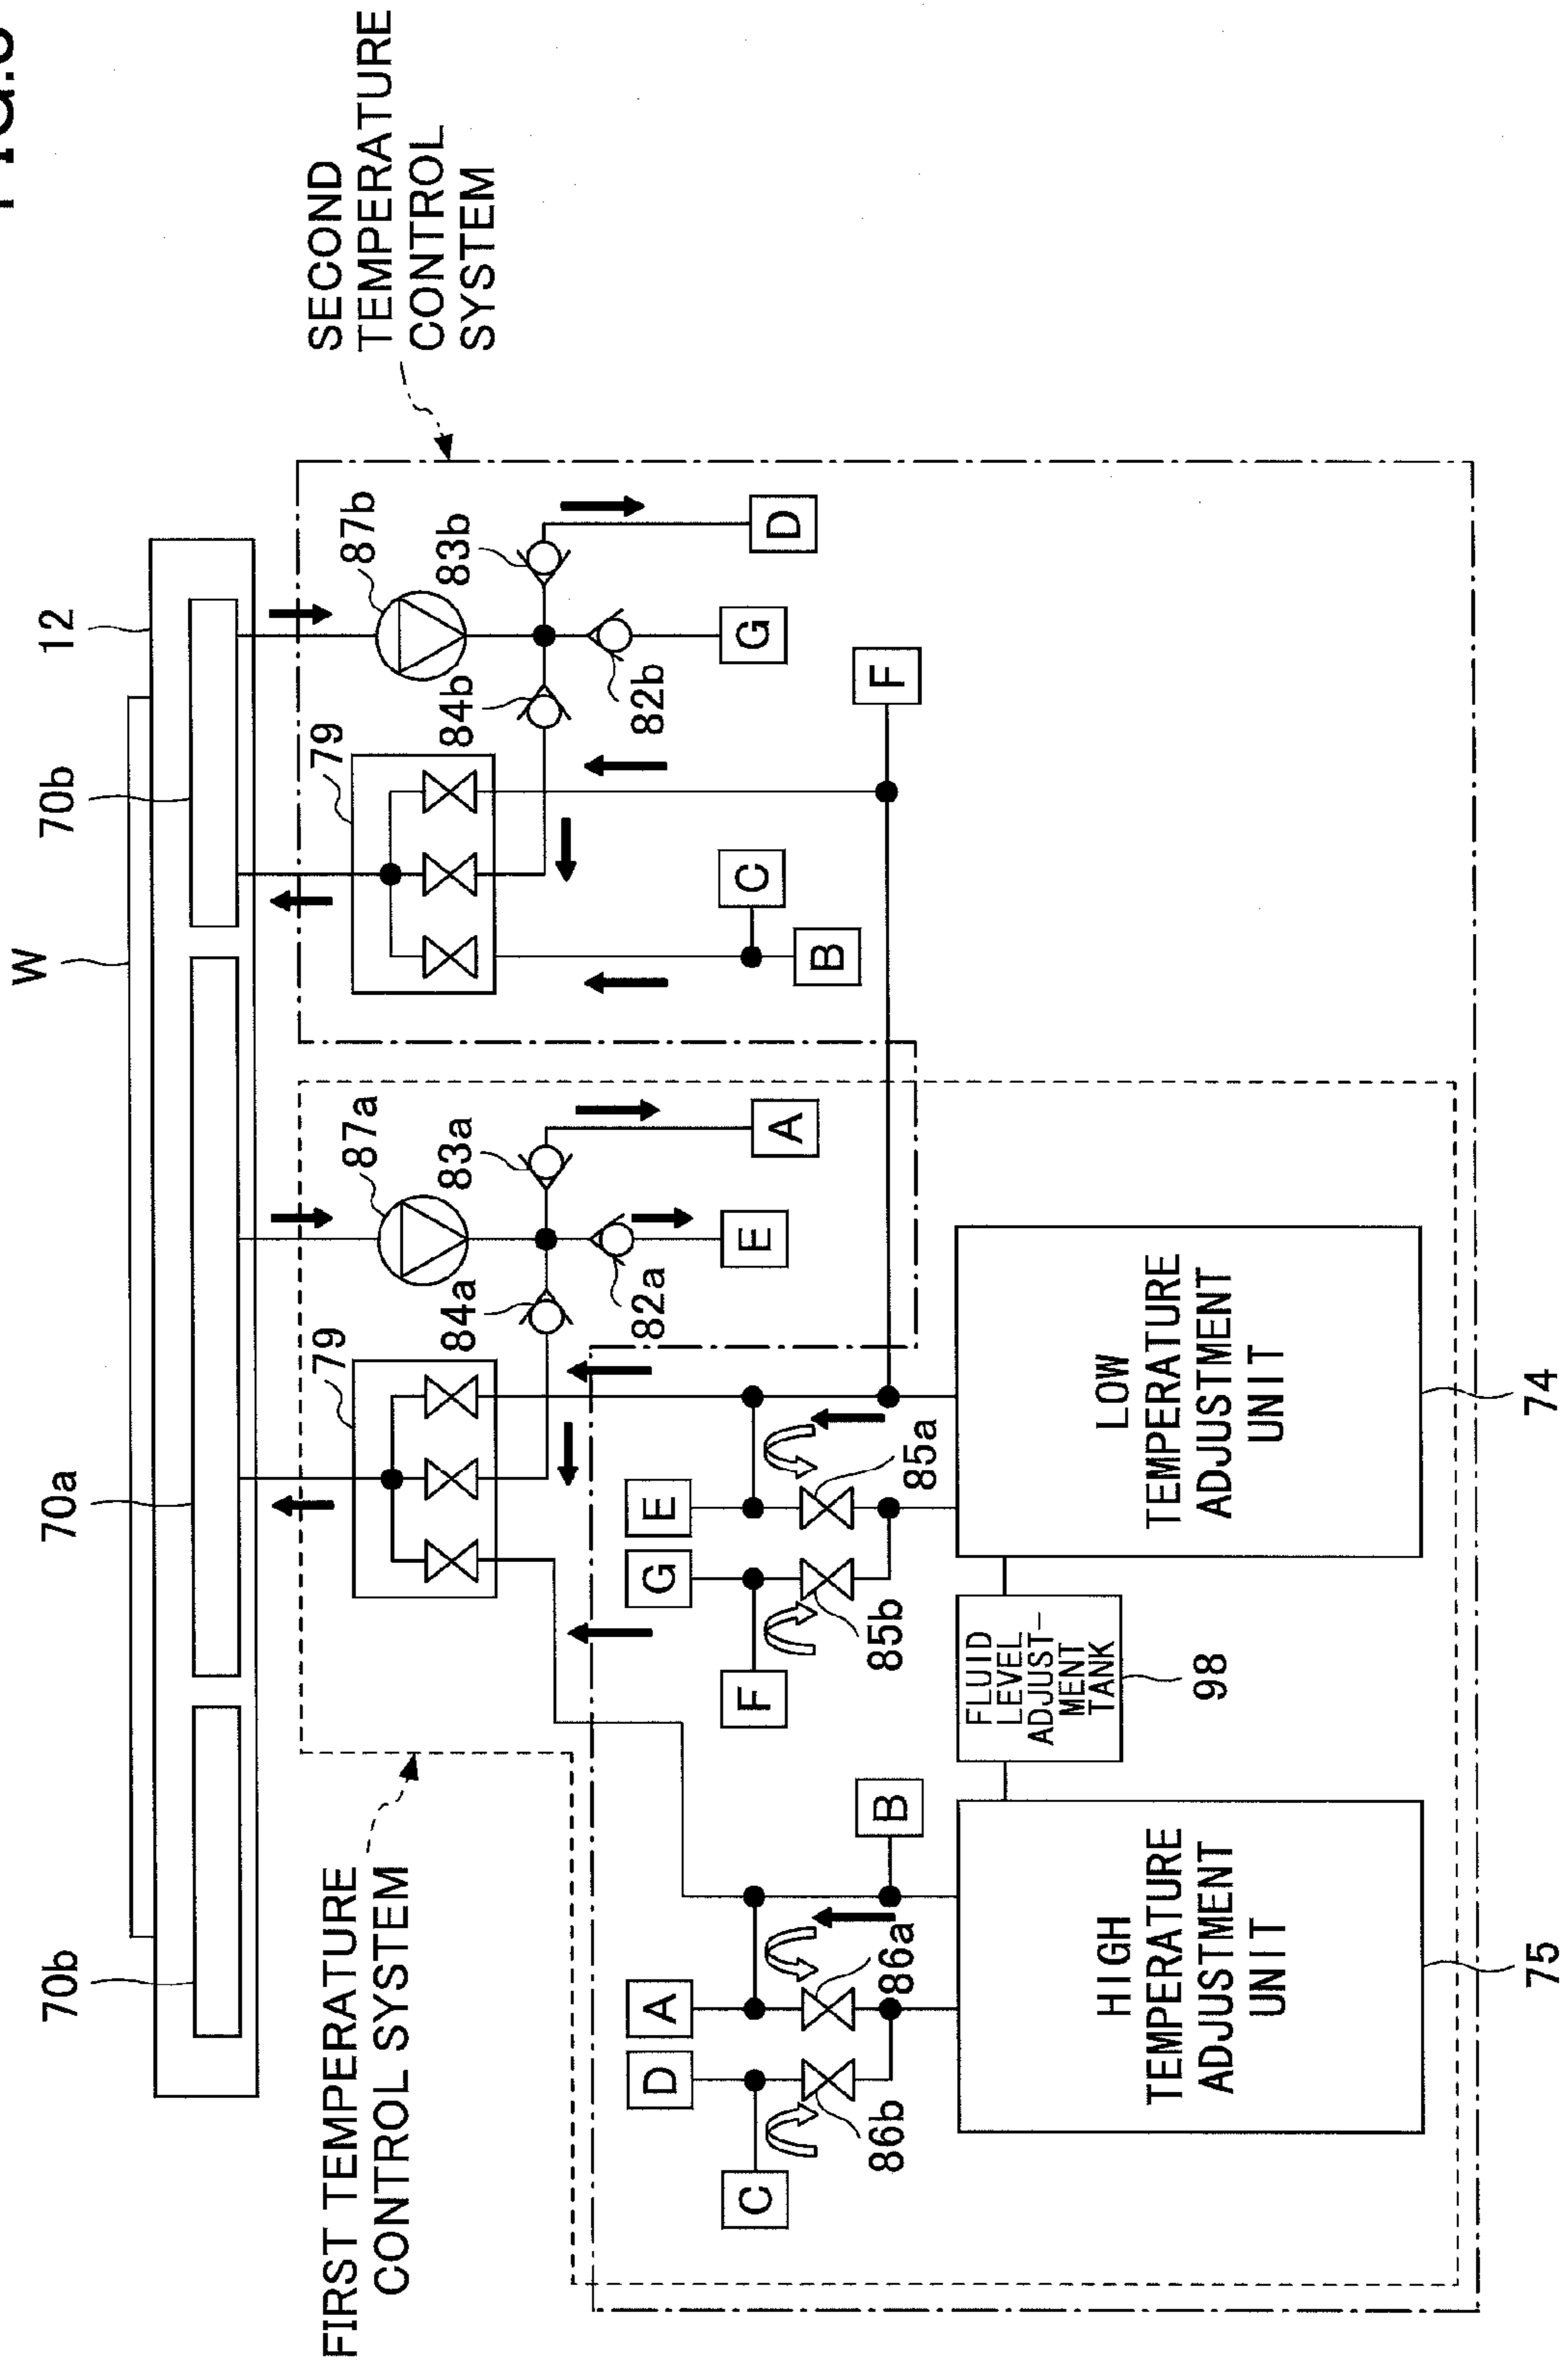 W
70b
70a
70b
12
FIRST TEMPERATURE
CONTROL SYSTEM
79
87a
79
87b
SECOND
TEMPERATURE
CONTROL
SYSTEM
84a
83a
84b
83b
82a
82b
D
A
G
E
E
A
C
G
D
C
F
B
F
B
86b
86a
85b
85a
HIGH
TEMPERATURE
ADJUSTMENT
UNIT
FLUID
LEVEL
ADJUST-
MENT
TANK
LOW
TEMPERATURE
ADJUSTMENT
UNIT
98
75
74